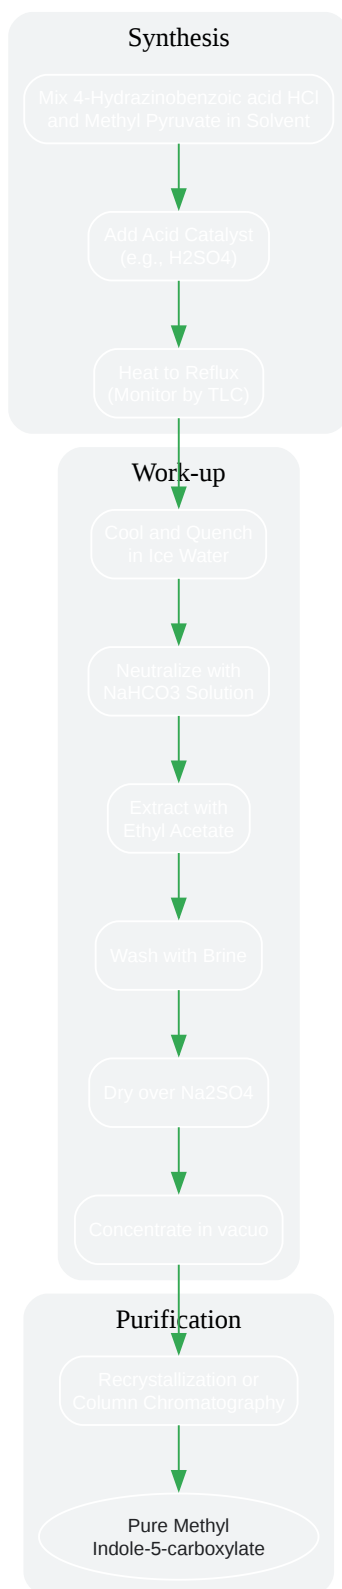 Synthesis
Mix 4-Hydrazinobenzoic acid HCl
and Methyl Pyruvate in Solvent
Add Acid Catalyst
(e.g., H2SO4)
Heat to Reflux
(Monitor by TLC)
Work-up
Cool and Quench
in Ice Water
Neutralize with
NaHCO3 Solution
Extract with
Ethyl Acetate
Wash with Brine
Dry over Na2SO4
Concentrate in vacuo
Purification
Recrystallization or
Column Chromatography
Pure Methyl
Indole-5-carboxylate